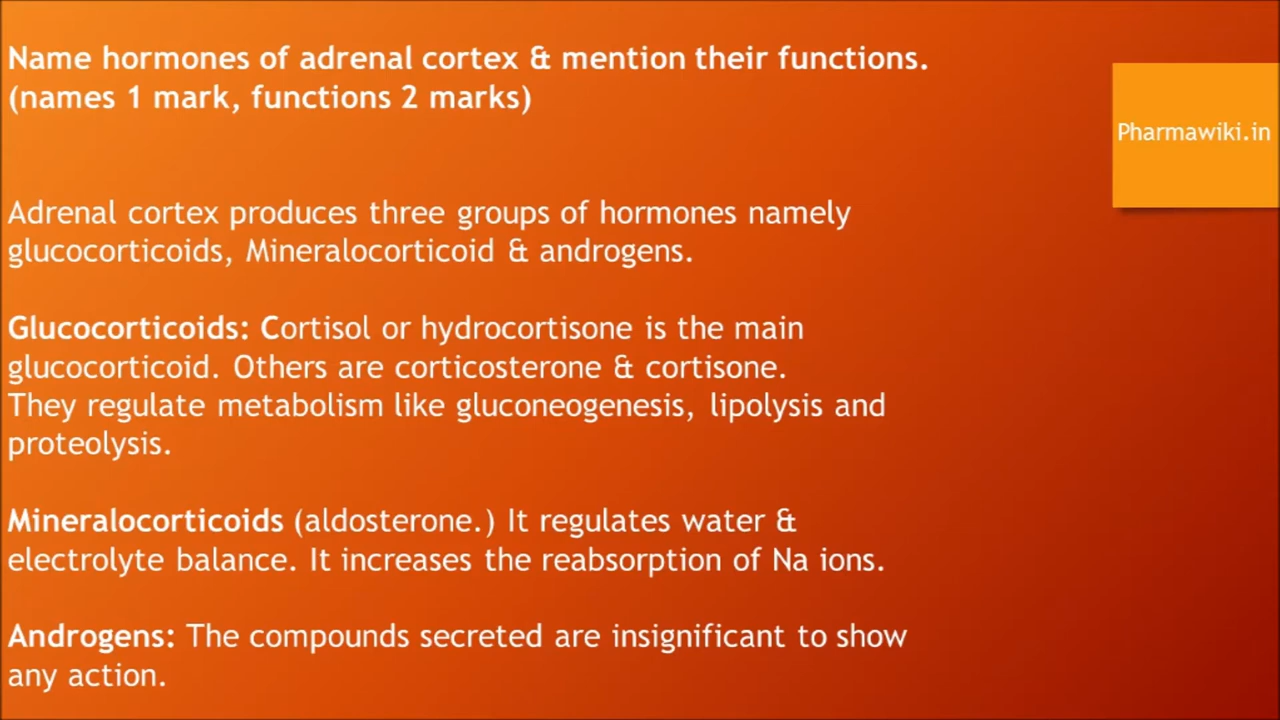 Name hormones of adrenal cortex & mention their functions.
(names 1 mark, functions 2 marks)
Pharmawiki.in
Adrenal cortex produces three groups of hormones namely
glucocorticoids, Mineralocorticoid & androgens.
Glucocorticoids: Cortisol or hydrocortisone is the main
glucocorticoid. Others are corticosterone & cortisone.
They regulate metabolism like gluconeogenesis, lipolysis and
proteolysis.
Mineralocorticoids (aldosterone.) It regulates water &
electrolyte balance. It increases the reabsorption of Na ions.
Androgens: The compounds secreted are insignificant to show
any action.